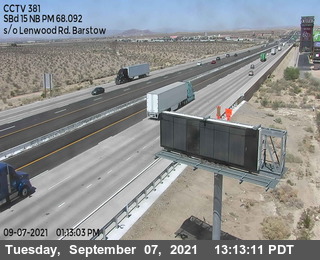 CCTV 381
SBd 15 NB PM 68.092
s/o Lenwood Rd. Barstow
09-07-2021 01:13:03 PM
Tuesday, September 07, 2021 13:13:11 PDT